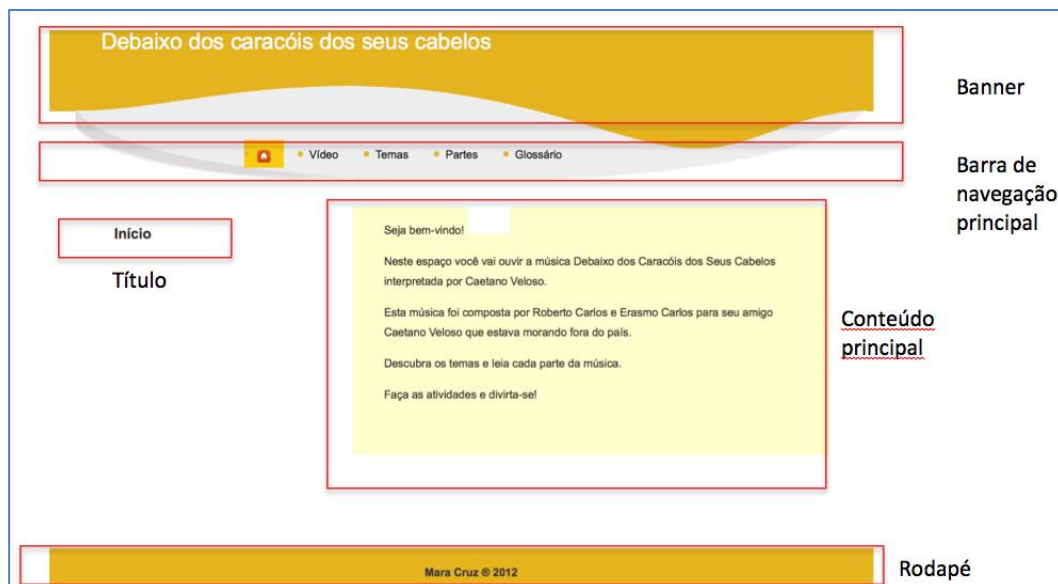 Debaixo dos caracóis dos seus cabelos
Banner
Vídeo Temas Partes Glossário
Barra de
navegação
principal
Início
Título
Seja bem-vindo!
Neste espaço você vai ouvir a música Debaixo dos Caracóis dos Seus Cabelos
interpretada por Caetano Veloso.
Esta música foi composta por Roberto Carlos e Erasmo Carlos para seu amigo
Caetano Veloso que estava morando fora do país.
Descubra os temas e leia cada parte da música.
Faça as atividades e divirta-se!
Conteúdo
principal
Mara Cruz ® 2012
Rodapé